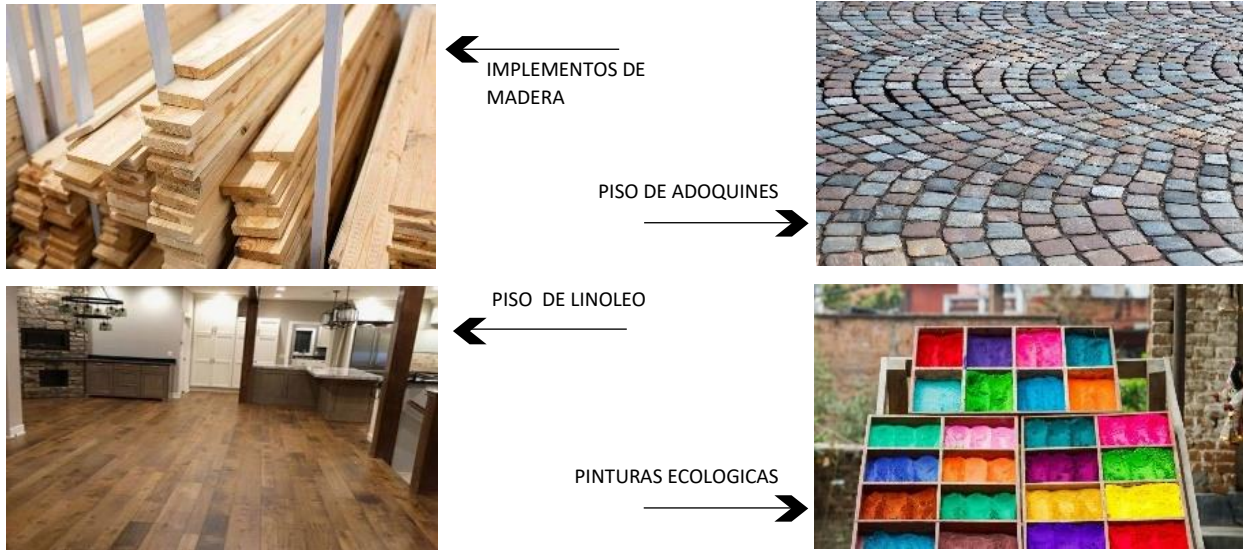 IMPLEMENTOS DE
MADERA
PISO DE ADOQUINES
PISO DE LINOLEO
PINTURAS ECOLOGICAS